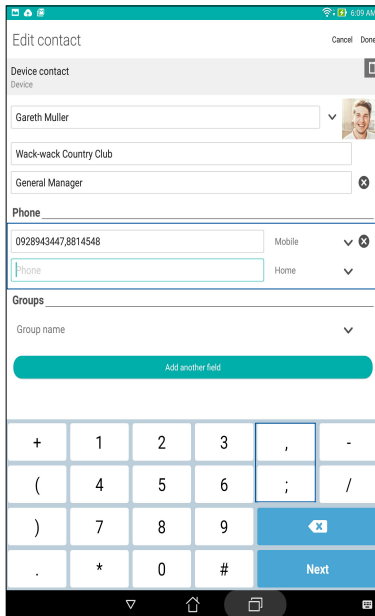 6:09 AM
Edit contact
Cancel Done
Device contact
Device
Gareth Muller
Wack-wack Country Club
General Manager
Phone
0928943447,8814548 Mobile
Phone Home
Groups
Group name
Add another field
+ 1 2 3 , -
( 4 5 6 ; /
) 7 8 9
. * 0 # Next